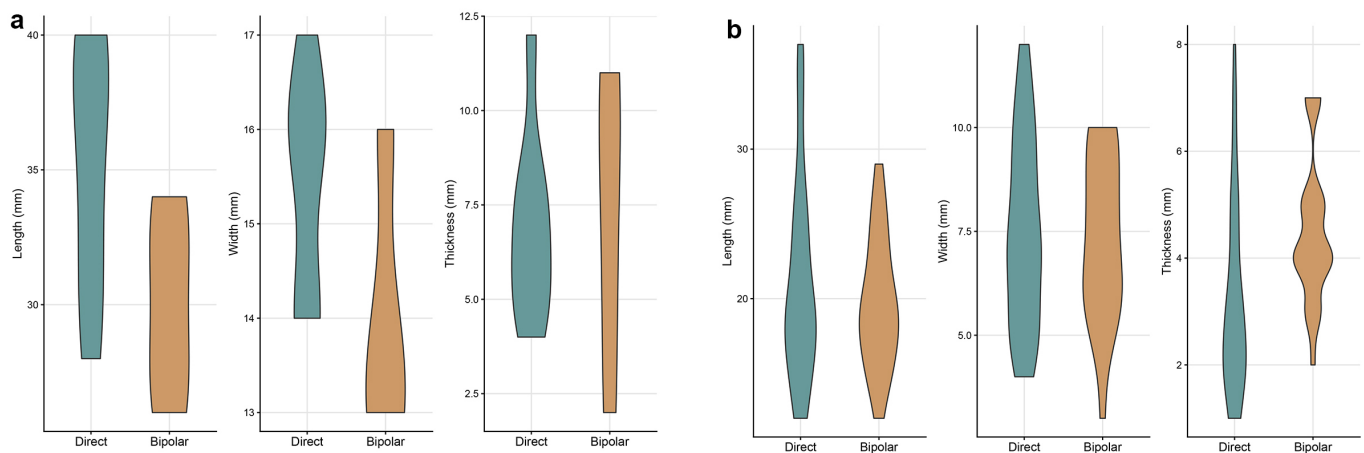 a
Length (mm)
40
35
30
Direct Bipolar
Width (mm)
17
16
15
14
13
Direct Bipolar
Thickness (mm)
12.5
10.0
7.5
5.0
2.5
Direct Bipolar
b
Length (mm)
30
20
Direct Bipolar
Width (mm)
10.0
7.5
5.0
Direct Bipolar
Thickness (mm)
8
6
4
2
Direct Bipolar